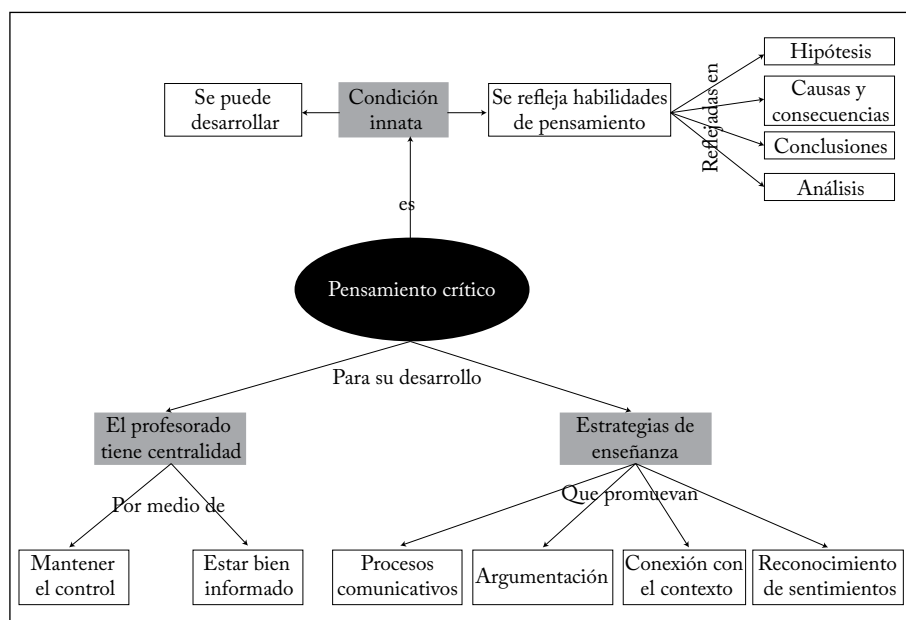 Hipótesis
Se puede
desarrollar
Condición
innata
Se refleja habilidades
de pensamiento
Reflejadas en
Causas y
consecuencias
Conclusiones
Análisis
es
Pensamiento crítico
Para su desarrollo
El profesorado
tiene centralidad
Estrategias de
enseñanza
Por medio de
Que promuevan
Mantener
el control
Estar bien
informado
Procesos
comunicativos
Argumentación
Conexión con
el contexto
Reconocimiento
de sentimientos